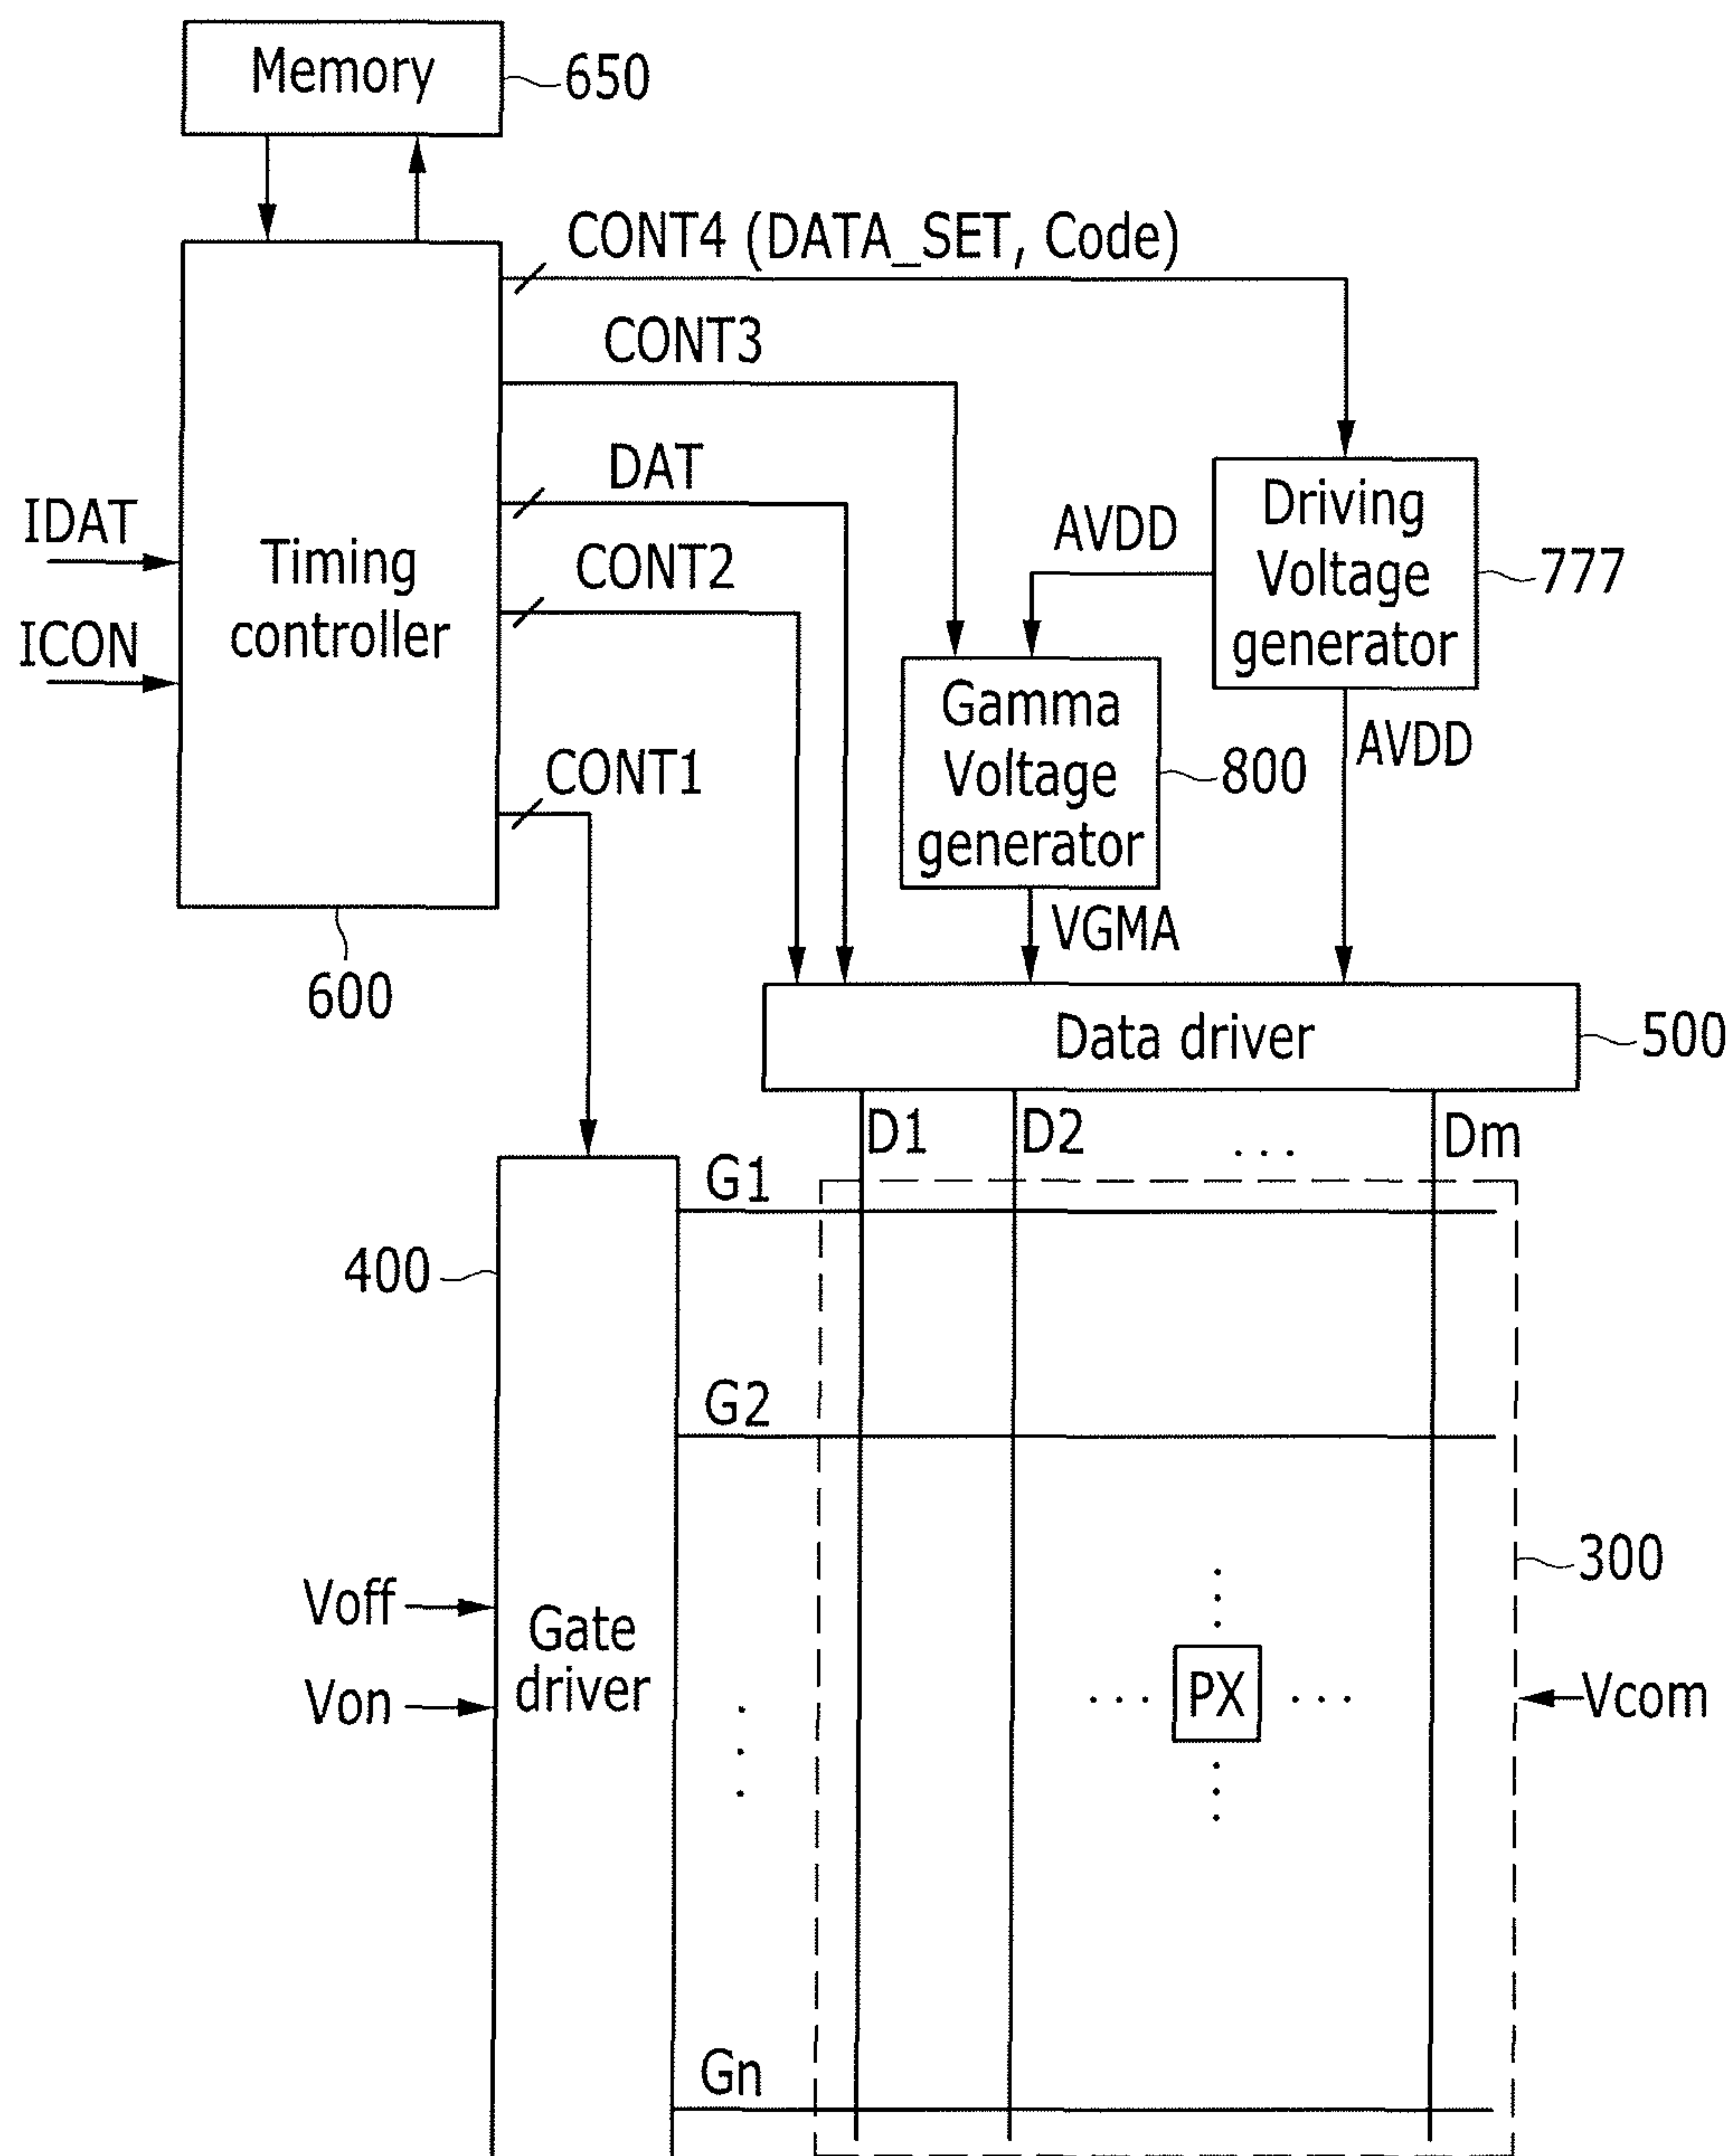 Memory
650
CONT4 (DATA_SET, Code)
CONT3
DAT
CONT2
CONT1
IDAT
ICON
Timing
controller
600
AVDD
Driving
Voltage
generator
777
Gamma
Voltage
generator
800
AVDD
VGMA
Data driver
500
D1
D2
...
Dm
G1
400
G2
300
Voff
Von
Gate
driver
... PX ...
Vcom
Gn